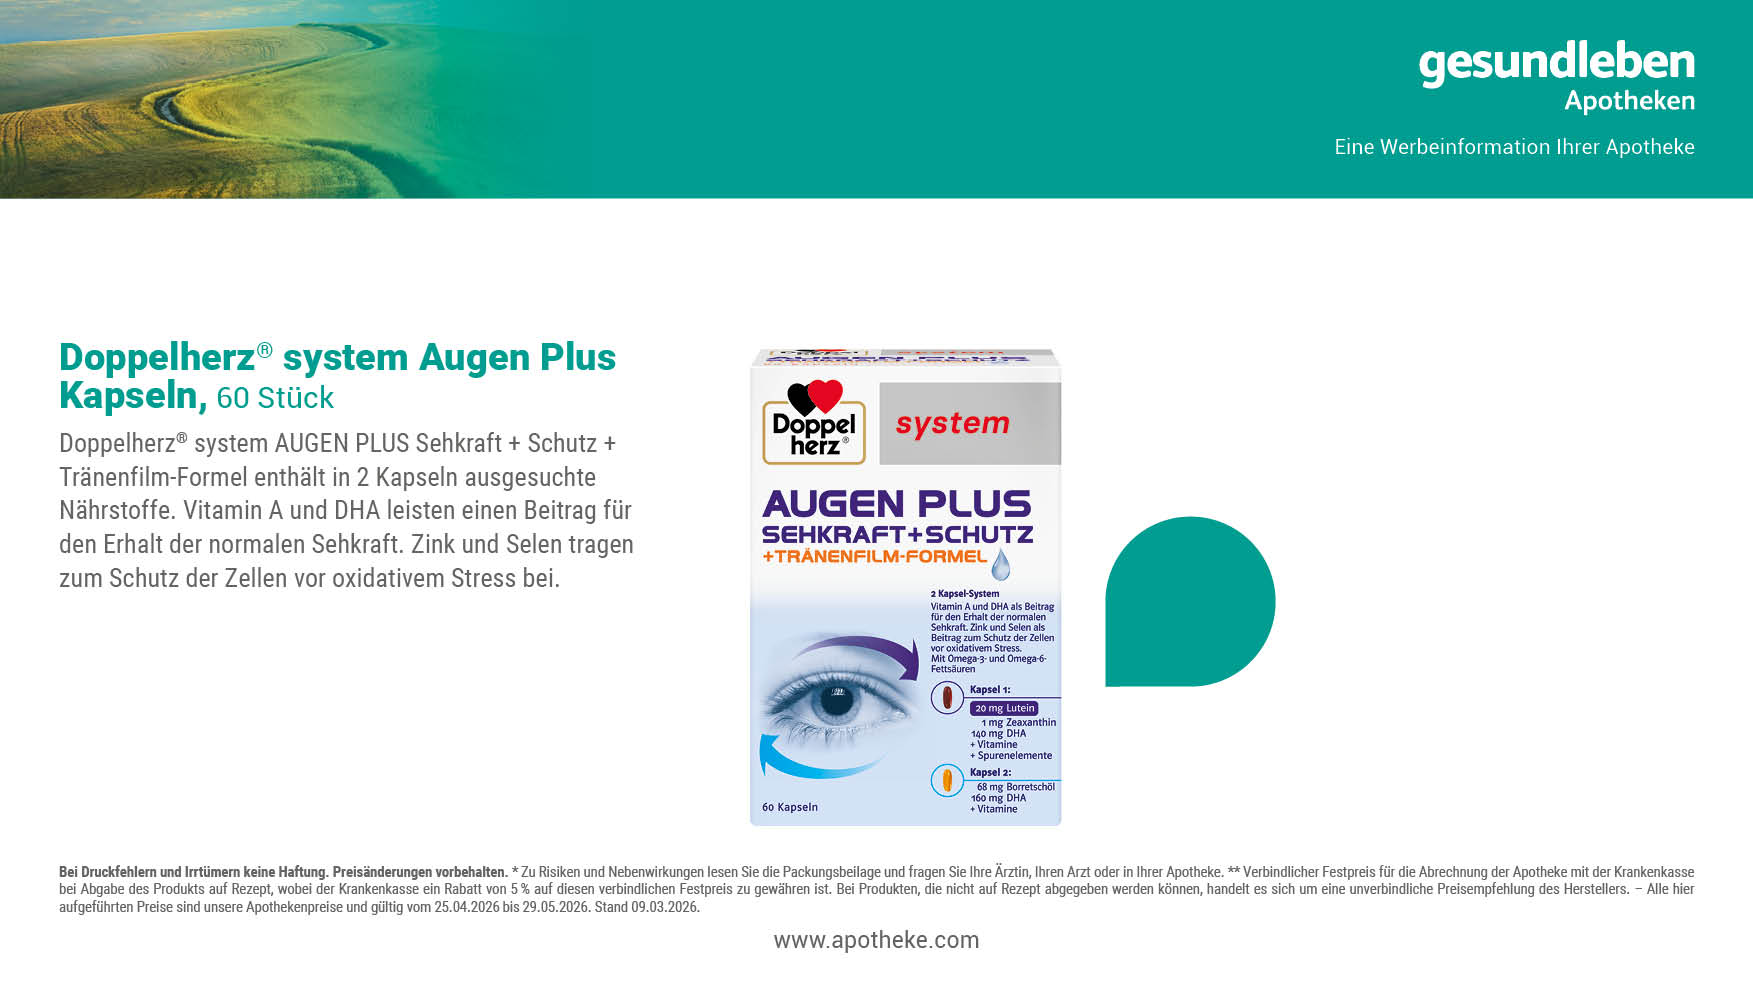 gesundleben
Apotheken
Eine Werbeinformation Ihrer Apotheke
Doppelherz® system Augen Plus
Kapseln, 60 Stück
Doppelherz® system AUGEN PLUS Sehkraft + Schutz +
Tränenfilm-Formel enthält in 2 Kapseln ausgesuchte
Nährstoffe. Vitamin A und DHA leisten einen Beitrag für
den Erhalt der normalen Sehkraft. Zink und Selen tragen
zum Schutz der Zellen vor oxidativem Stress bei.
Doppel
herz®
system
AUGEN PLUS
SEHKRAFT+SCHUTZ
+TRÄNENFILM-FORMEL
2 Kapsel-System
Vitamin A und DHA als Beitrag
für den Erhalt der normalen
Sehkraft. Zink und Selen als
Beitrag zum Schutz der Zellen
vor oxidativem Stress.
Mit Omega-3- und Omega-6-
Fettsäuren
Kapsel 1:
20 mg Lutein
1 mg Zeaxanthin
140 mg DHA
+ Vitamine
+ Spurenelemente
Kapsel 2:
68 mg Borretschöl
160 mg DHA
+ Vitamine
60 Kapseln
Bei Druckfehlern und Irrtümern keine Haftung. Preisänderungen vorbehalten. * Zu Risiken und Nebenwirkungen lesen Sie die Packungsbeilage und fragen Sie Ihre Ärztin, Ihren Arzt oder in Ihrer Apotheke. ** Verbindlicher Festpreis für die Abrechnung der Apotheke mit der Krankenkasse
bei Abgabe des Produkts auf Rezept, wobei der Krankenkasse ein Rabatt von 5 % auf diesen verbindlichen Festpreis zu gewähren ist. Bei Produkten, die nicht auf Rezept abgegeben werden können, handelt es sich um eine unverbindliche Preisempfehlung des Herstellers. – Alle hier
aufgeführten Preise sind unsere Apothekenpreise und gültig vom 25.04.2026 bis 29.05.2026. Stand 09.03.2026.
www.apotheke.com